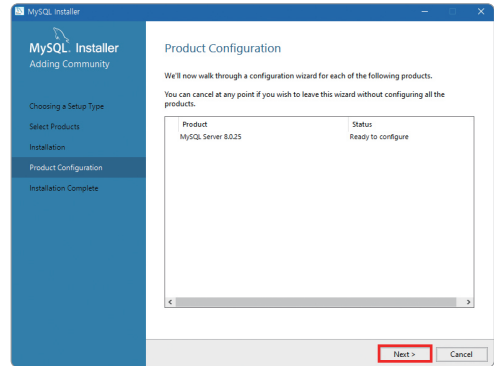 MySQL Installer
MySQL. Installer
Adding Community
Choosing a Setup Type
Select Products
Installation
Product Configuration
Installation Complete
Product Configuration
We'll now walk through a configuration wizard for each of the following products.
You can cancel at any point if you wish to leave this wizard without configuring all the
products.
Product Status
MySQL Server 8.0.25 Ready to configure
Next > Cancel